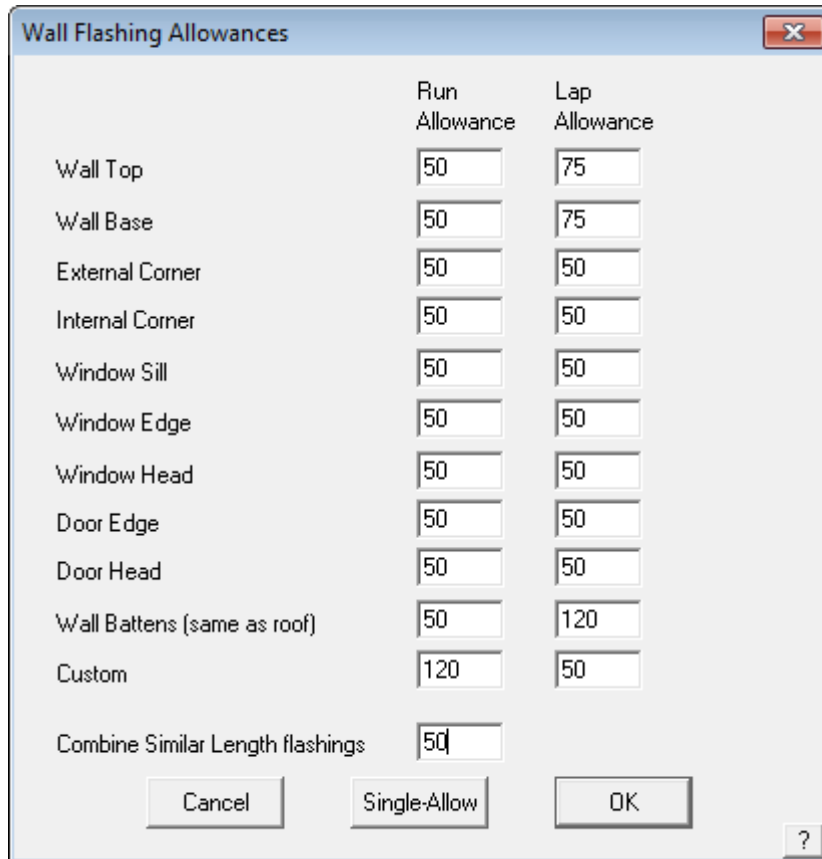 Wall Flashing Allowances
Run Lap
Allowance Allowance
Wall Top 50 75
Wall Base 50 75
External Corner 50 50
Internal Corner 50 50
Window Sill 50 50
Window Edge 50 50
Window Head 50 50
Door Edge 50 50
Door Head 50 50
Wall Battens (same as roof) 50 120
Custom 120 50
Combine Similar Length flashings 50
Cancel Single-Allow OK
?